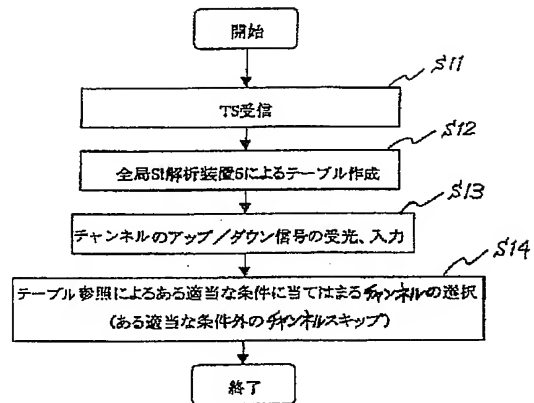 開始
S11
TS受信
S12
全局SI解析装置6によるテーブル作成
S13
チャンネルのアップ/ダウン信号の受光、入力
S14
テーブル参照によるある適当な条件に当てはまるチャンネルの選択
(ある適当な条件外のチャンネルスキップ)
終了